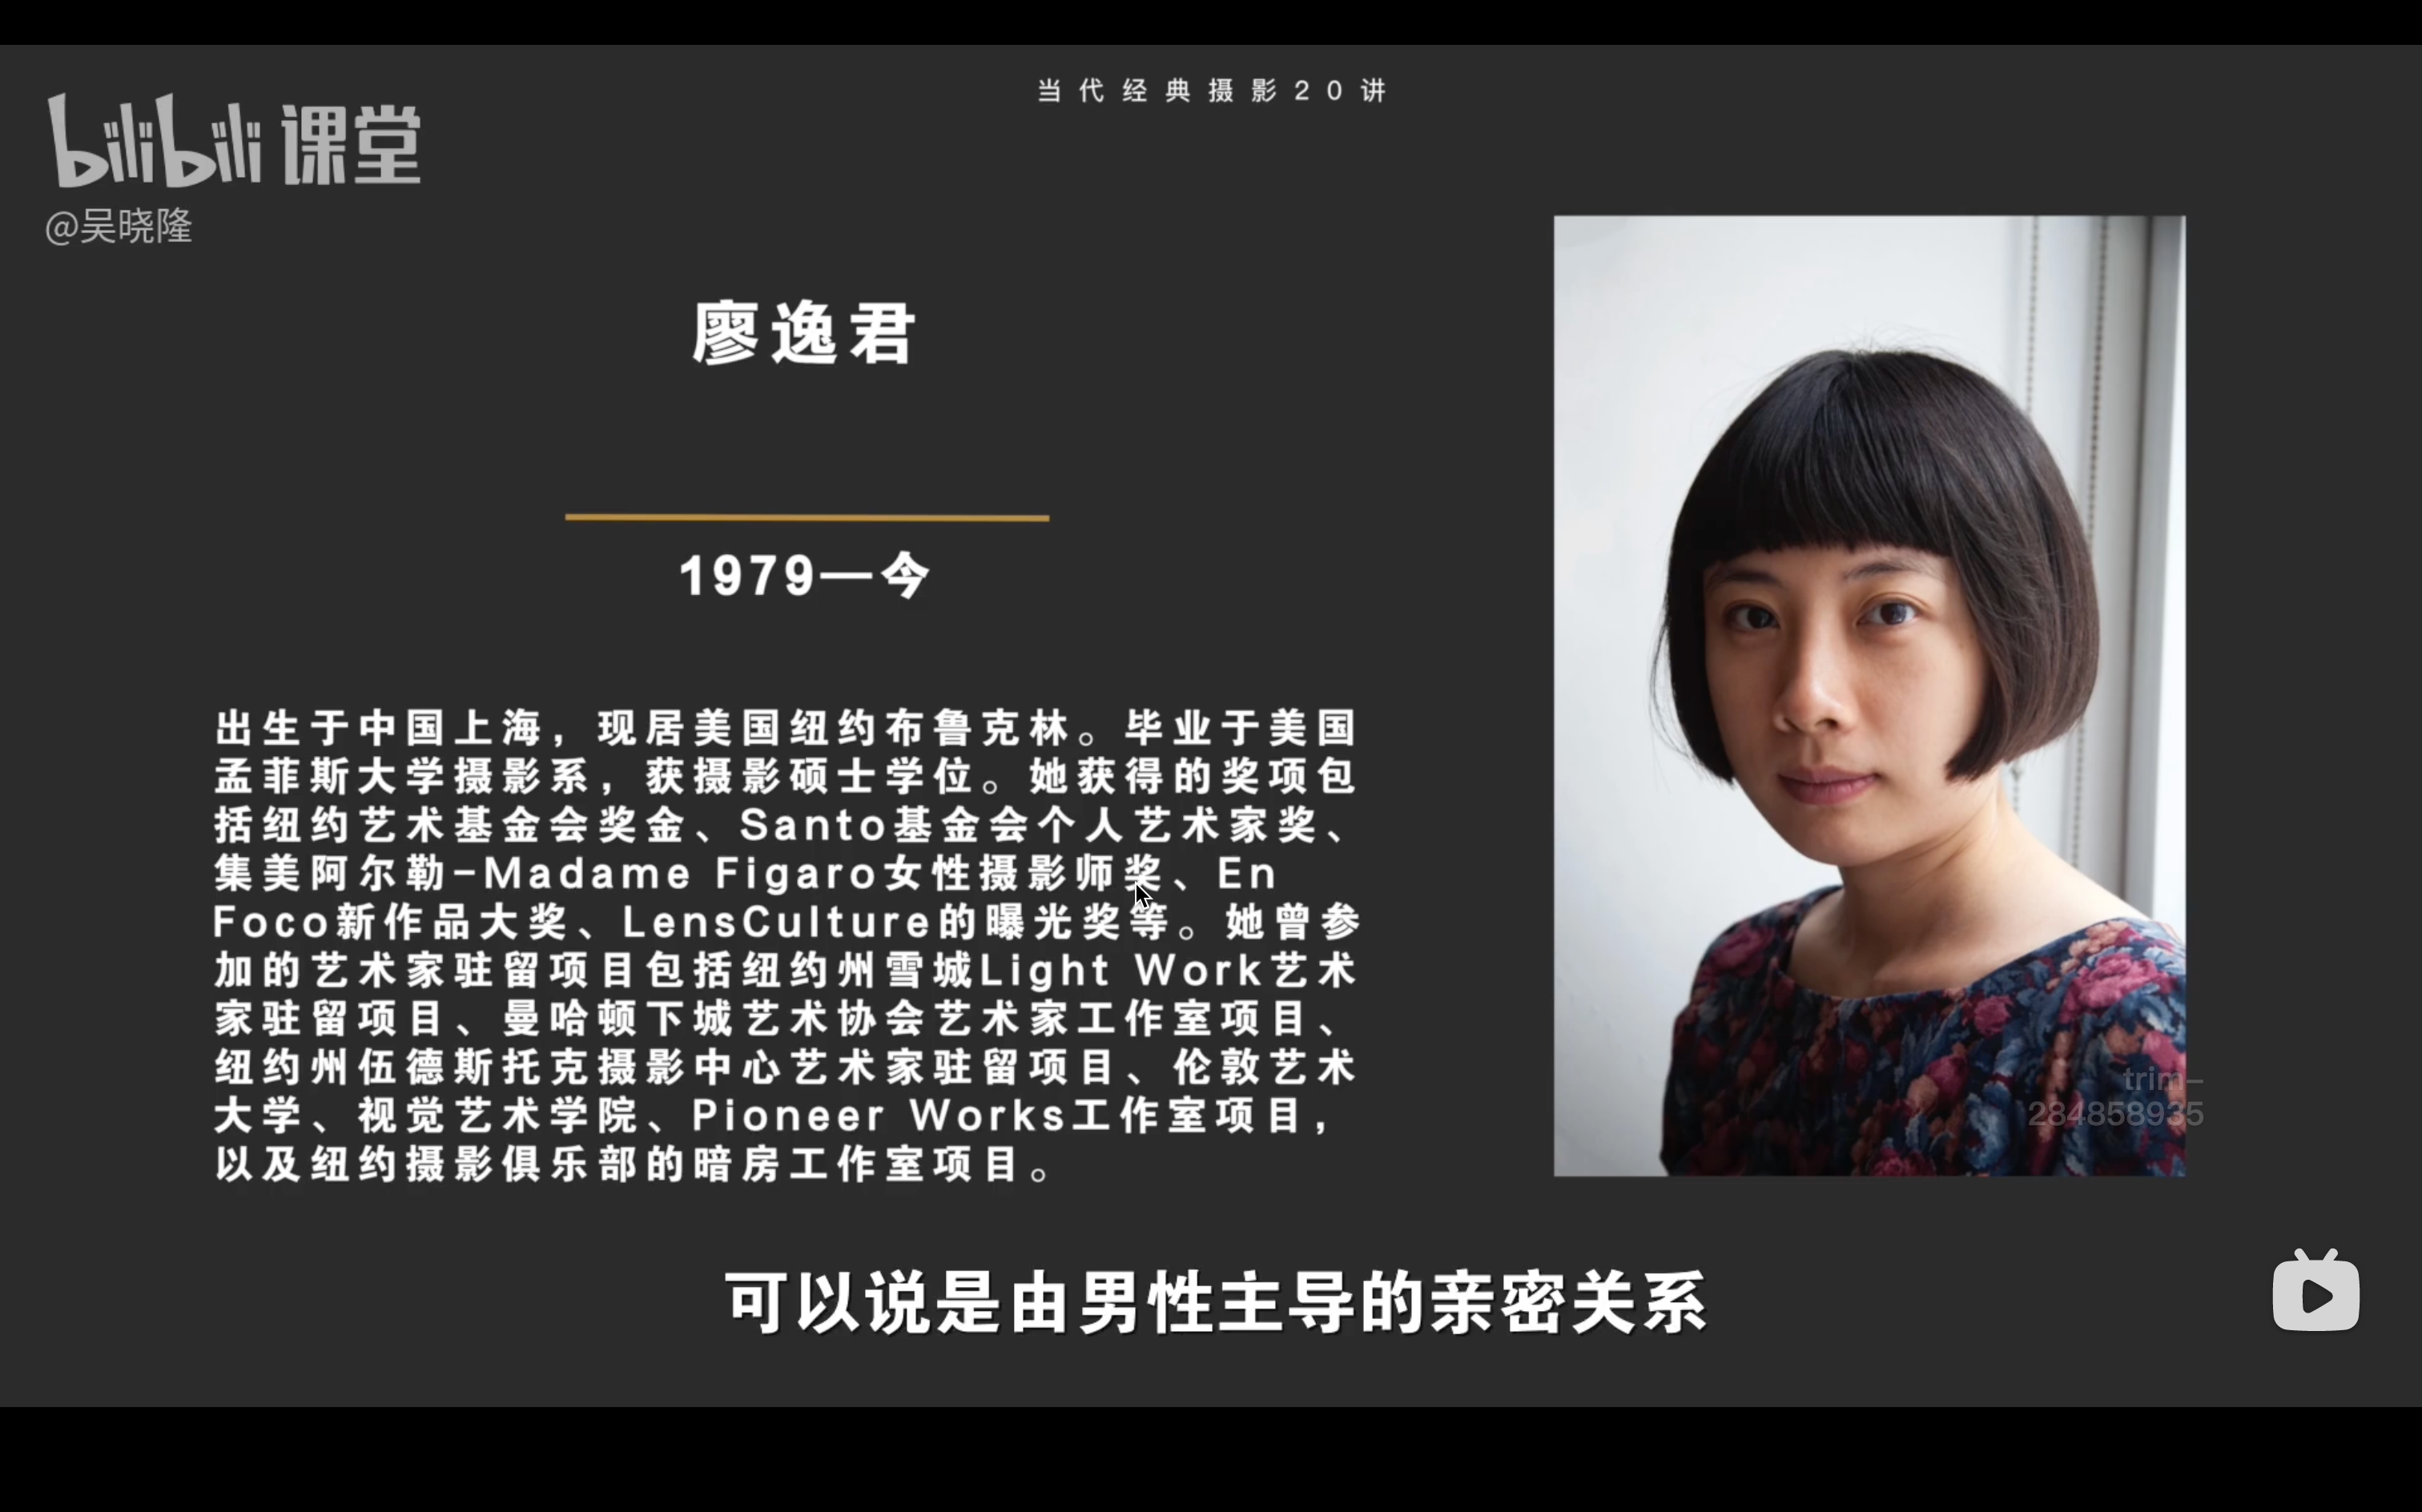 当代经典摄影20讲
bilibili 课堂
@吴晓隆
廖逸君
1979—今
出生于中国上海，现居美国纽约布鲁克林。毕业于美国
孟菲斯大学摄影系，获摄影硕士学位。她获得的奖项包
括纽约艺术基金会奖金、Santo基金会个人艺术家奖、
集美阿尔勒-Madame Figaro女性摄影师奖、En
Foco新作品大奖、LensCulture的曝光奖等。她曾参
加的艺术家驻留项目包括纽约州雪城Light Work艺术
家驻留项目、曼哈顿下城艺术协会艺术家工作室项目、
纽约州伍德斯托克摄影中心艺术家驻留项目、伦敦艺术
大学、视觉艺术学院、Pioneer Works工作室项目，
以及纽约摄影俱乐部的暗房工作室项目。
trim-
284858935
可以说是由男性主导的亲密关系